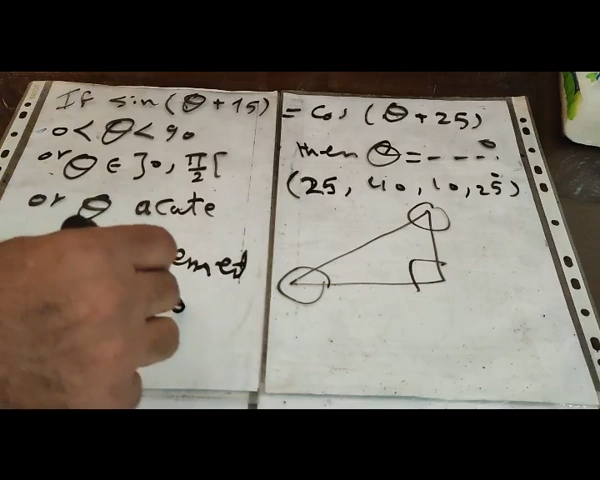 If sin(θ+15)
0<θ<90
or θ∈]0, π/2[
or θ acute
= cos (θ+25)
then θ=----°
(25, 40, 10, 25)